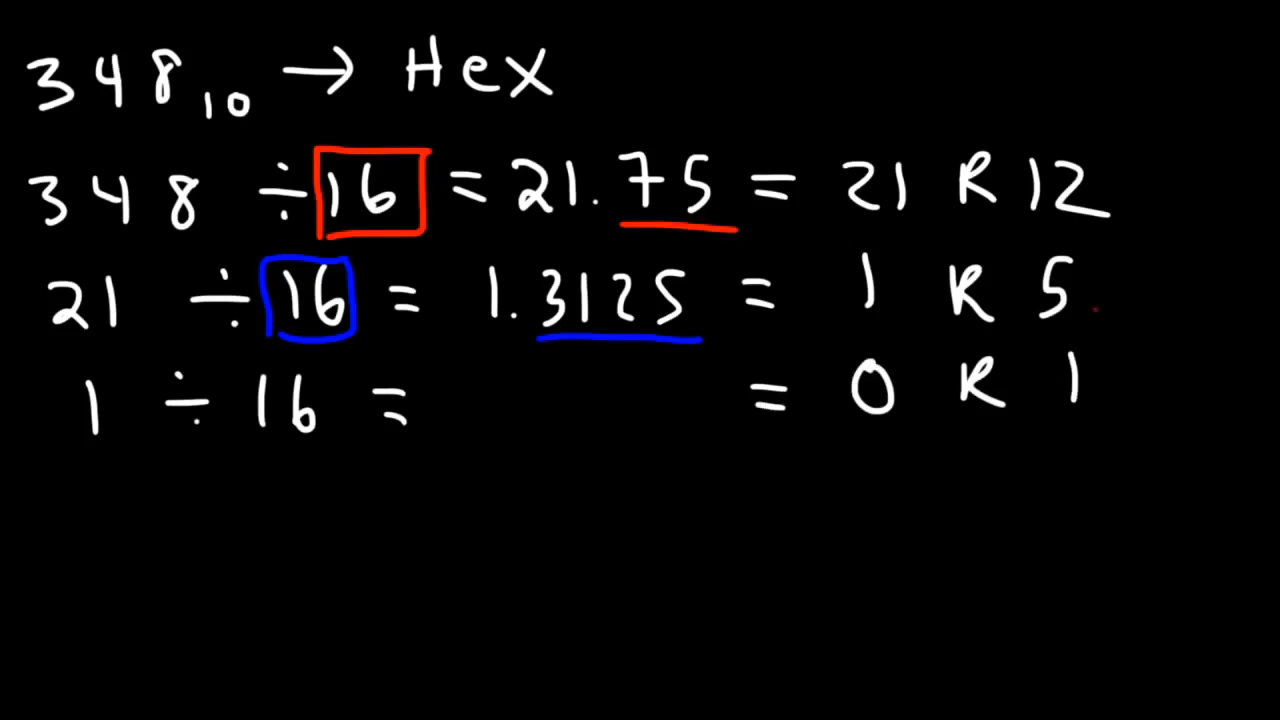 348₁₀ → Hex
348 ÷ 16 = 21.75 = 21 R 12
21 ÷ 16 = 1.3125 = 1 R 5
1 ÷ 16 = = 0 R 1